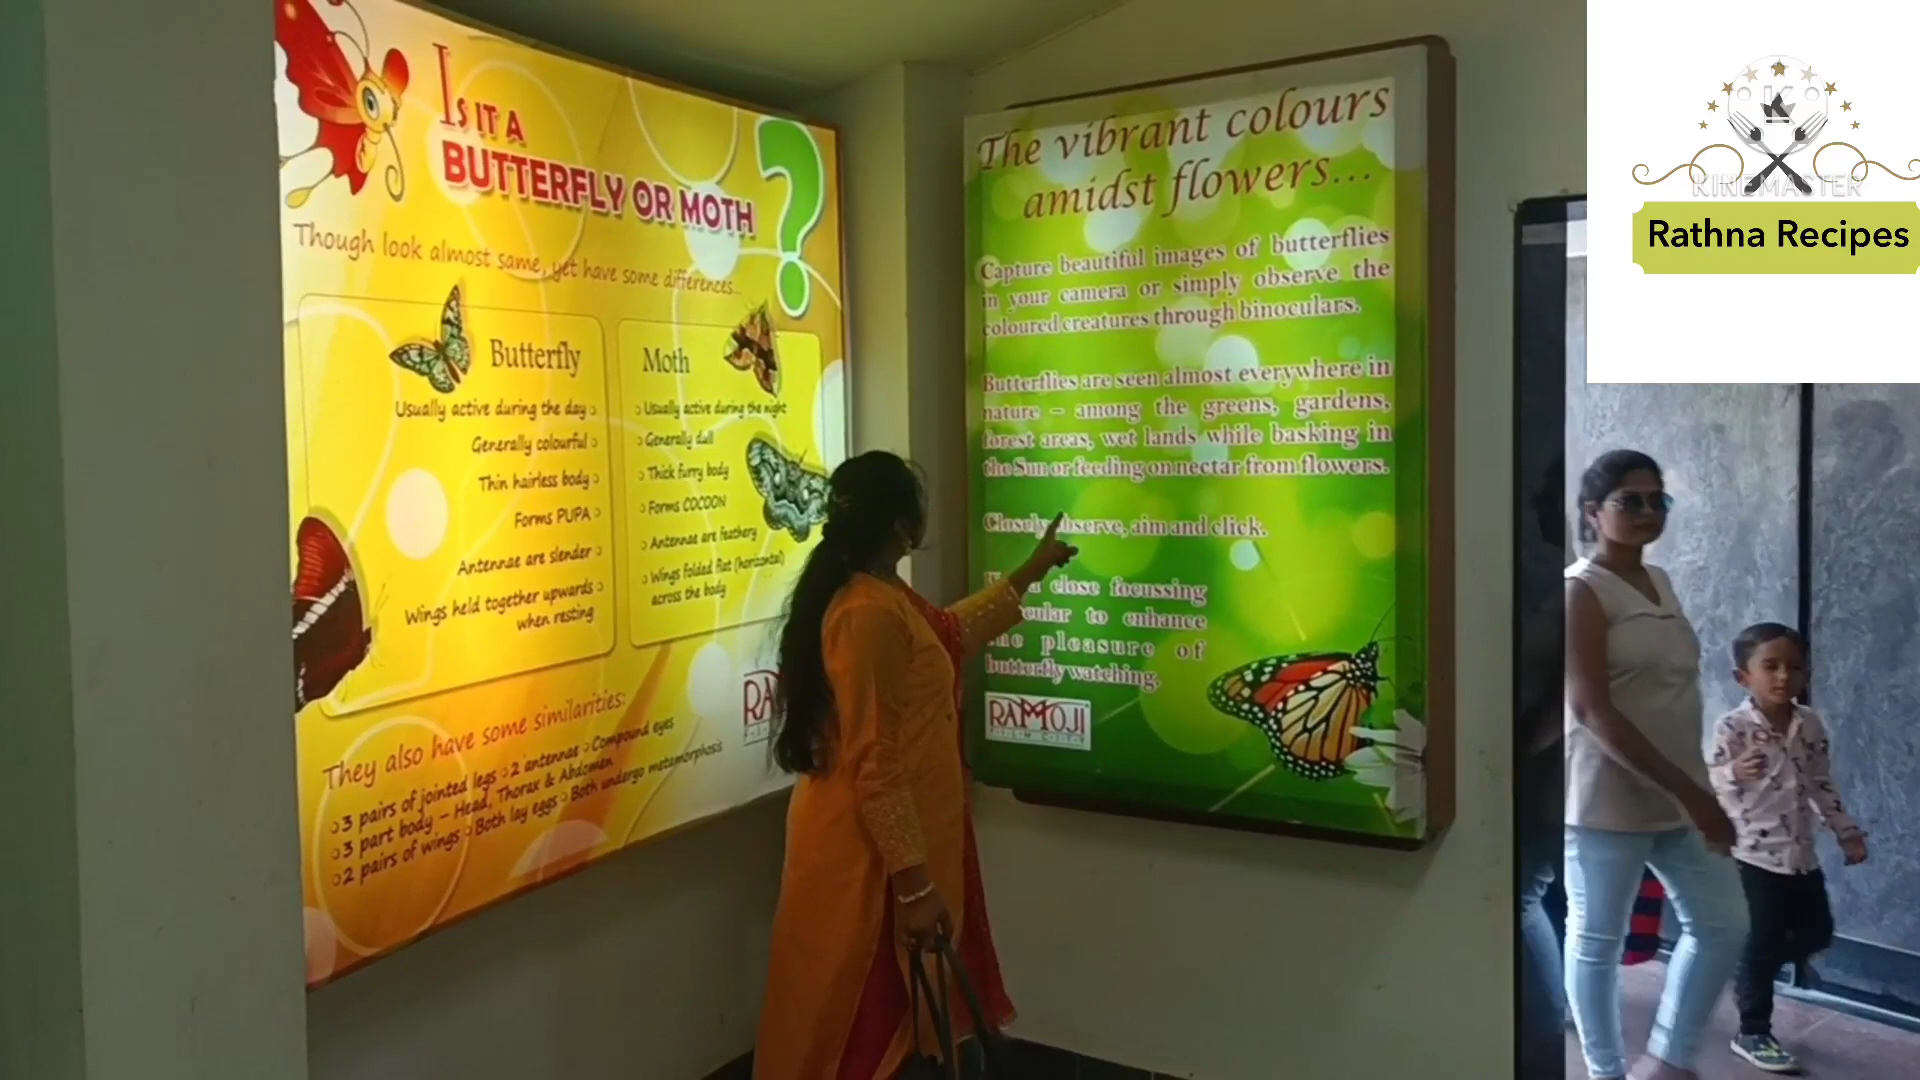 IS IT A
BUTTERFLY OR MOTH
?
Though look almost same, yet have some differences...
Butterfly
Usually active during the day
Generally colourful
Thin hairless body
Forms PUPA
Antennae are slender
Wings held together upwards
when resting
Moth
Usually active during the night
Generally dull
Thick furry body
Forms COCOON
Antennae are feathery
Wings folded flat (horizontal)
across the body
They also have some similarities:
3 pairs of jointed legs 2 antennae Compound eyes
3 part body – Head, Thorax & Abdomen
2 pairs of wings Both lay eggs Both undergo metamorphosis
The vibrant colours
amidst flowers...
Capture beautiful images of butterflies
in your camera or simply observe the
coloured creatures through binoculars.
Butterflies are seen almost everywhere in
nature – among the greens, gardens,
forest areas, wet lands while basking in
the Sun or feeding on nectar from flowers.
Closely observe, aim and click.
a close focussing
to enhance
the pleasure of
butterfly watching.
RAMOJI
KINEMASTER
Rathna Recipes